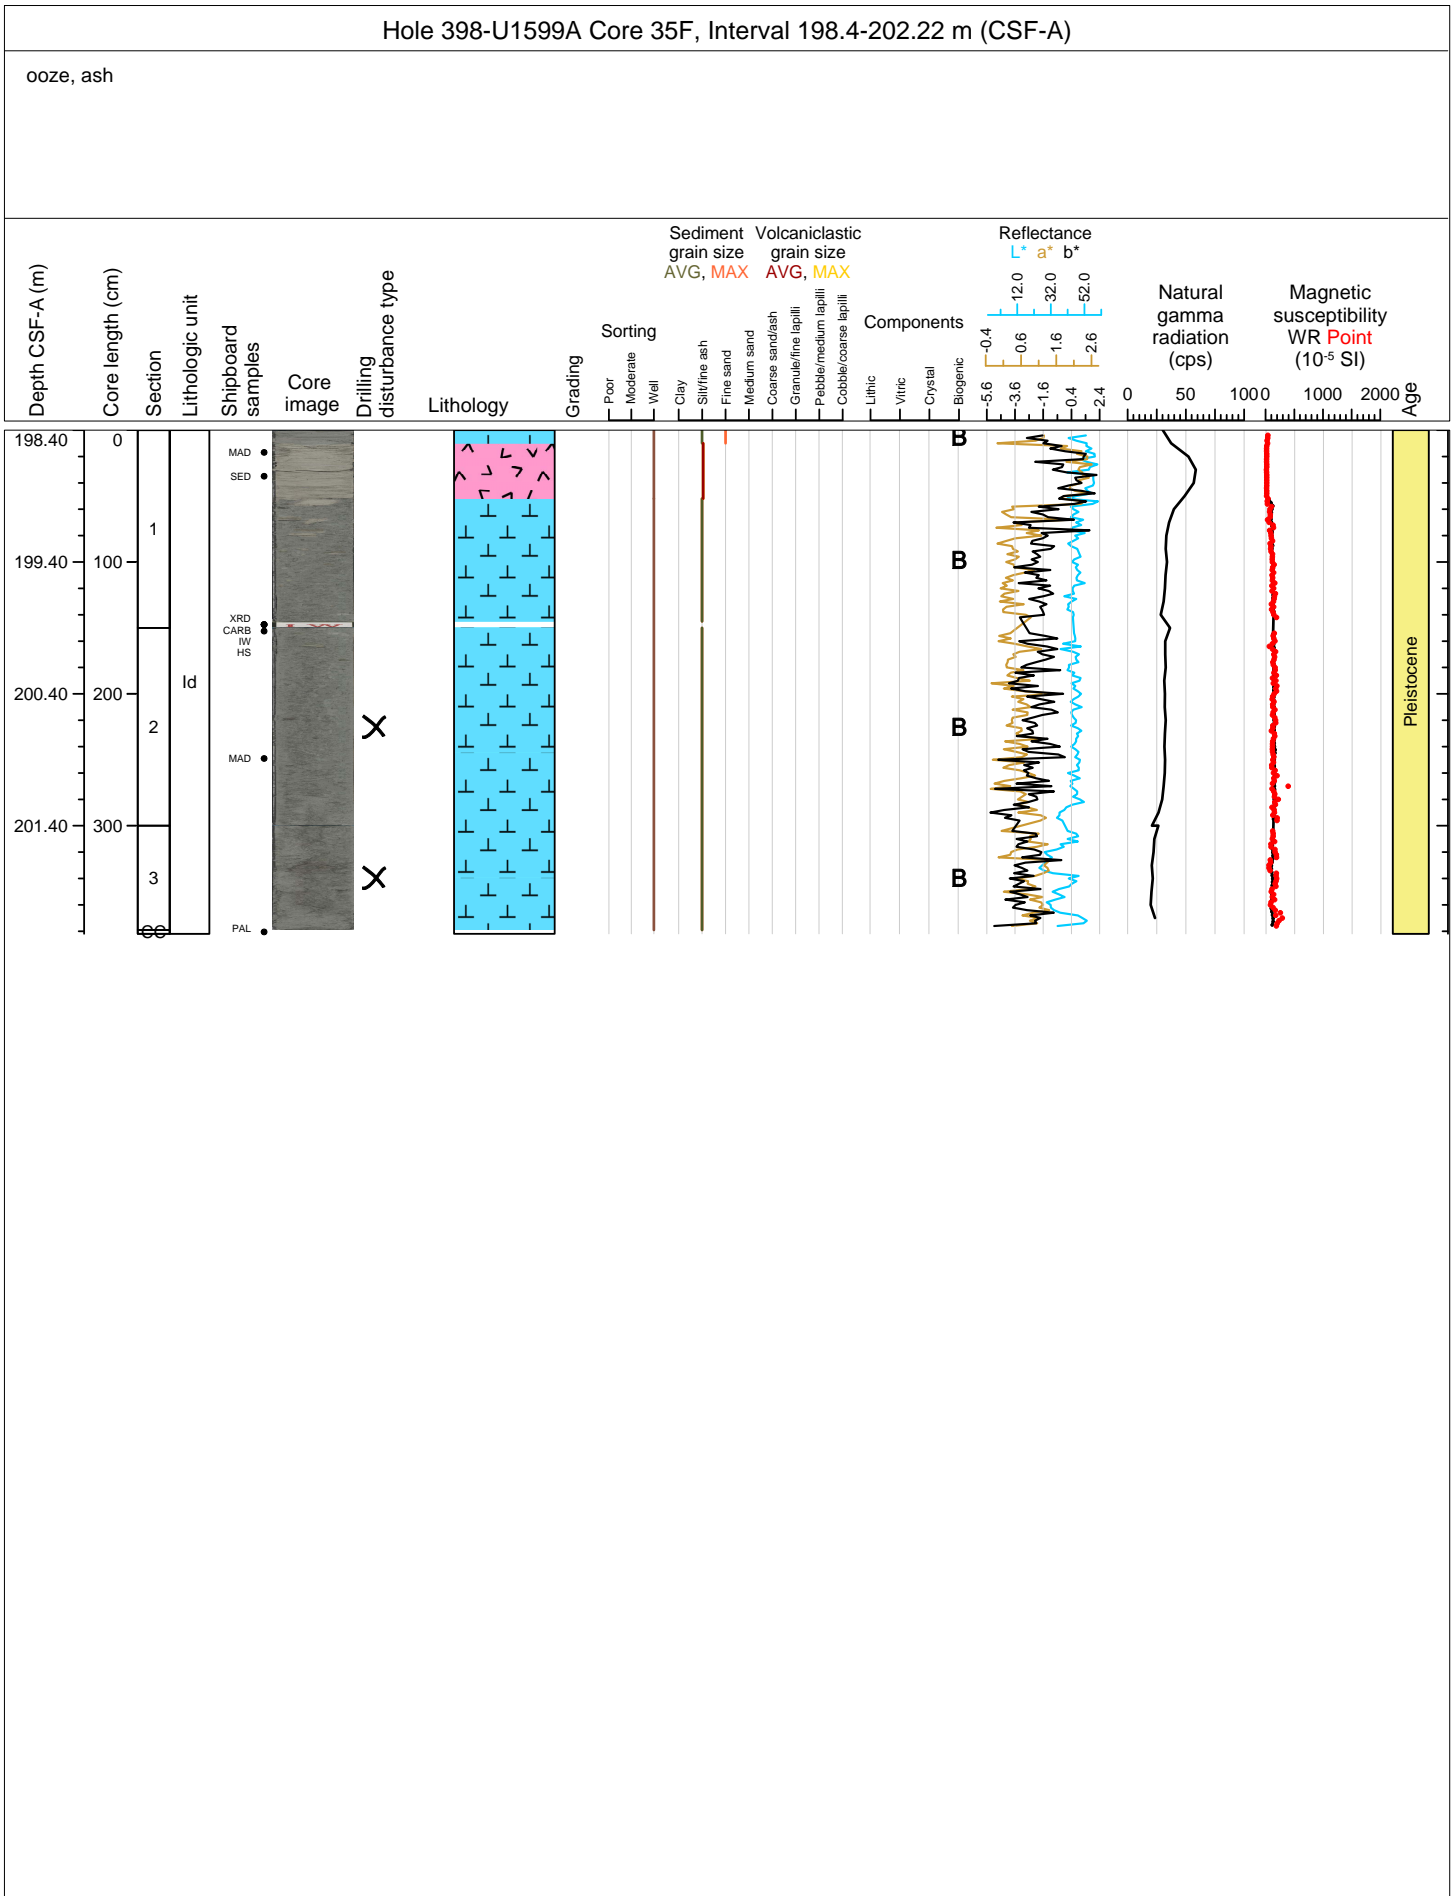 Hole 398-U1599A Core 35F, Interval 198.4-202.22 m (CSF-A)
ooze, ash
Depth CSF-A (m)
Core length (cm)
Section
Lithologic unit
Shipboard
samples
Core
image
Drilling
disturbance type
Lithology
Grading
Sorting
Poor
Moderate
Well
Sediment
grain size
AVG, MAX
Volcaniclastic
grain size
AVG, MAX
Clay
Silt/fine ash
Fine sand
Medium sand
Coarse sand/ash
Granule/fine lapilli
Pebble/medium lapilli
Cobble/coarse lapilli
Components
Lithic
Vitric
Crystal
Biogenic
Reflectance
L* a* b*
12.0 32.0 52.0
-0.4 0.6 1.6 2.6
-5.6 -3.6 -1.6 0.4 2.4
Natural
gamma
radiation
(cps)
0 50 100
Magnetic
susceptibility
WR Point
(10-5 SI)
0 1000 2000
Age
198.40 0
199.40 100
200.40 200
201.40 300
1
2
3
CC
Id
MAD
SED
XRD
CARB
IW
HS
MAD
PAL
IW
B
B
B
B
Pleistocene